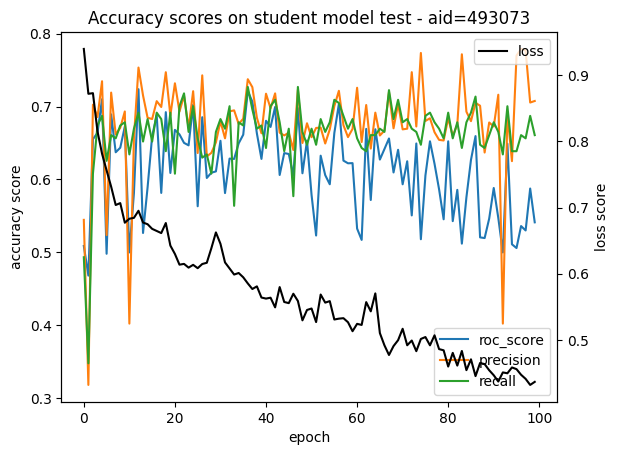 Accuracy scores on student model test - aid=493073
loss
0.8
0.7
0.6
0.5
0.4
0.3
accuracy score
0.9
0.8
0.7
0.6
0.5
loss score
roc_score
precision
recall
0
20
40
60
80
100
epoch